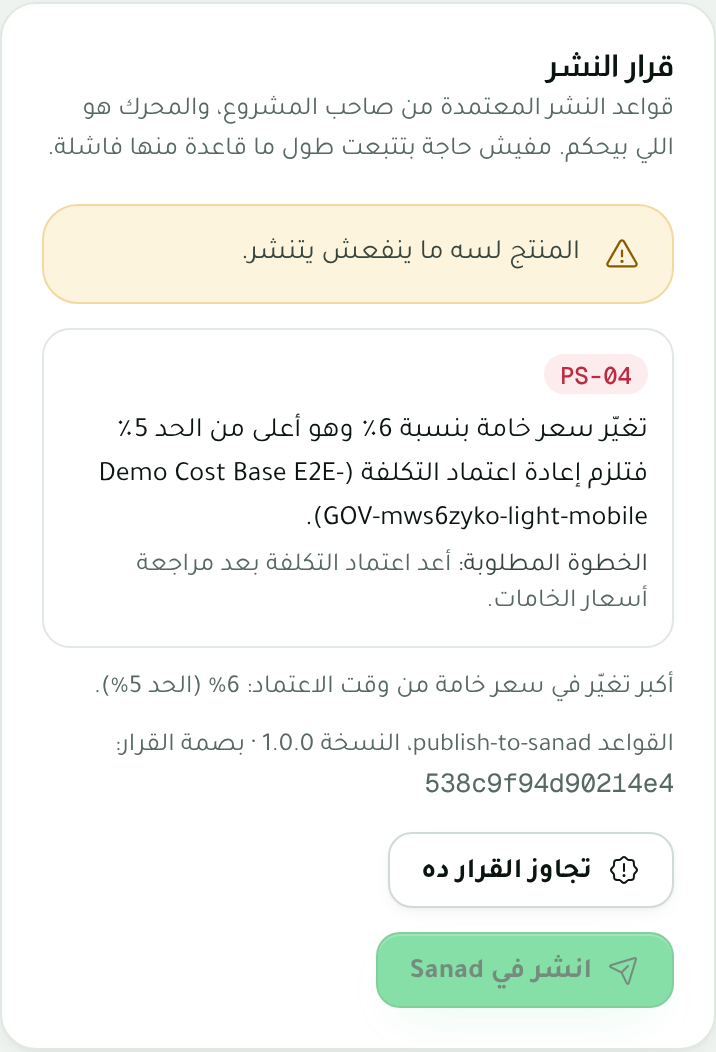 قرار النشر
قواعد النشر المعتمدة من صاحب المشروع، والمحرك هو
اللي بيحكم. مفيش حاجة بتتبعت طول ما قاعدة منها فاشلة.
المنتج لسه ما ينفعش يتنشر.
PS-04
تغيّر سعر خامة بنسبة 6٪ وهو أعلى من الحد 5٪
فتلزم إعادة اعتماد التكلفة (Demo Cost Base E2E-
GOV-mws6zyko-light-mobile).
الخطوة المطلوبة: أعد اعتماد التكلفة بعد مراجعة
أسعار الخامات.
أكبر تغيّر في سعر خامة من وقت الاعتماد: 6% (الحد 5%).
القواعد publish-to-sanad، النسخة 1.0.0 · بصمة القرار:
538c9f94d90214e4
تجاوز القرار ده
انشر في Sanad